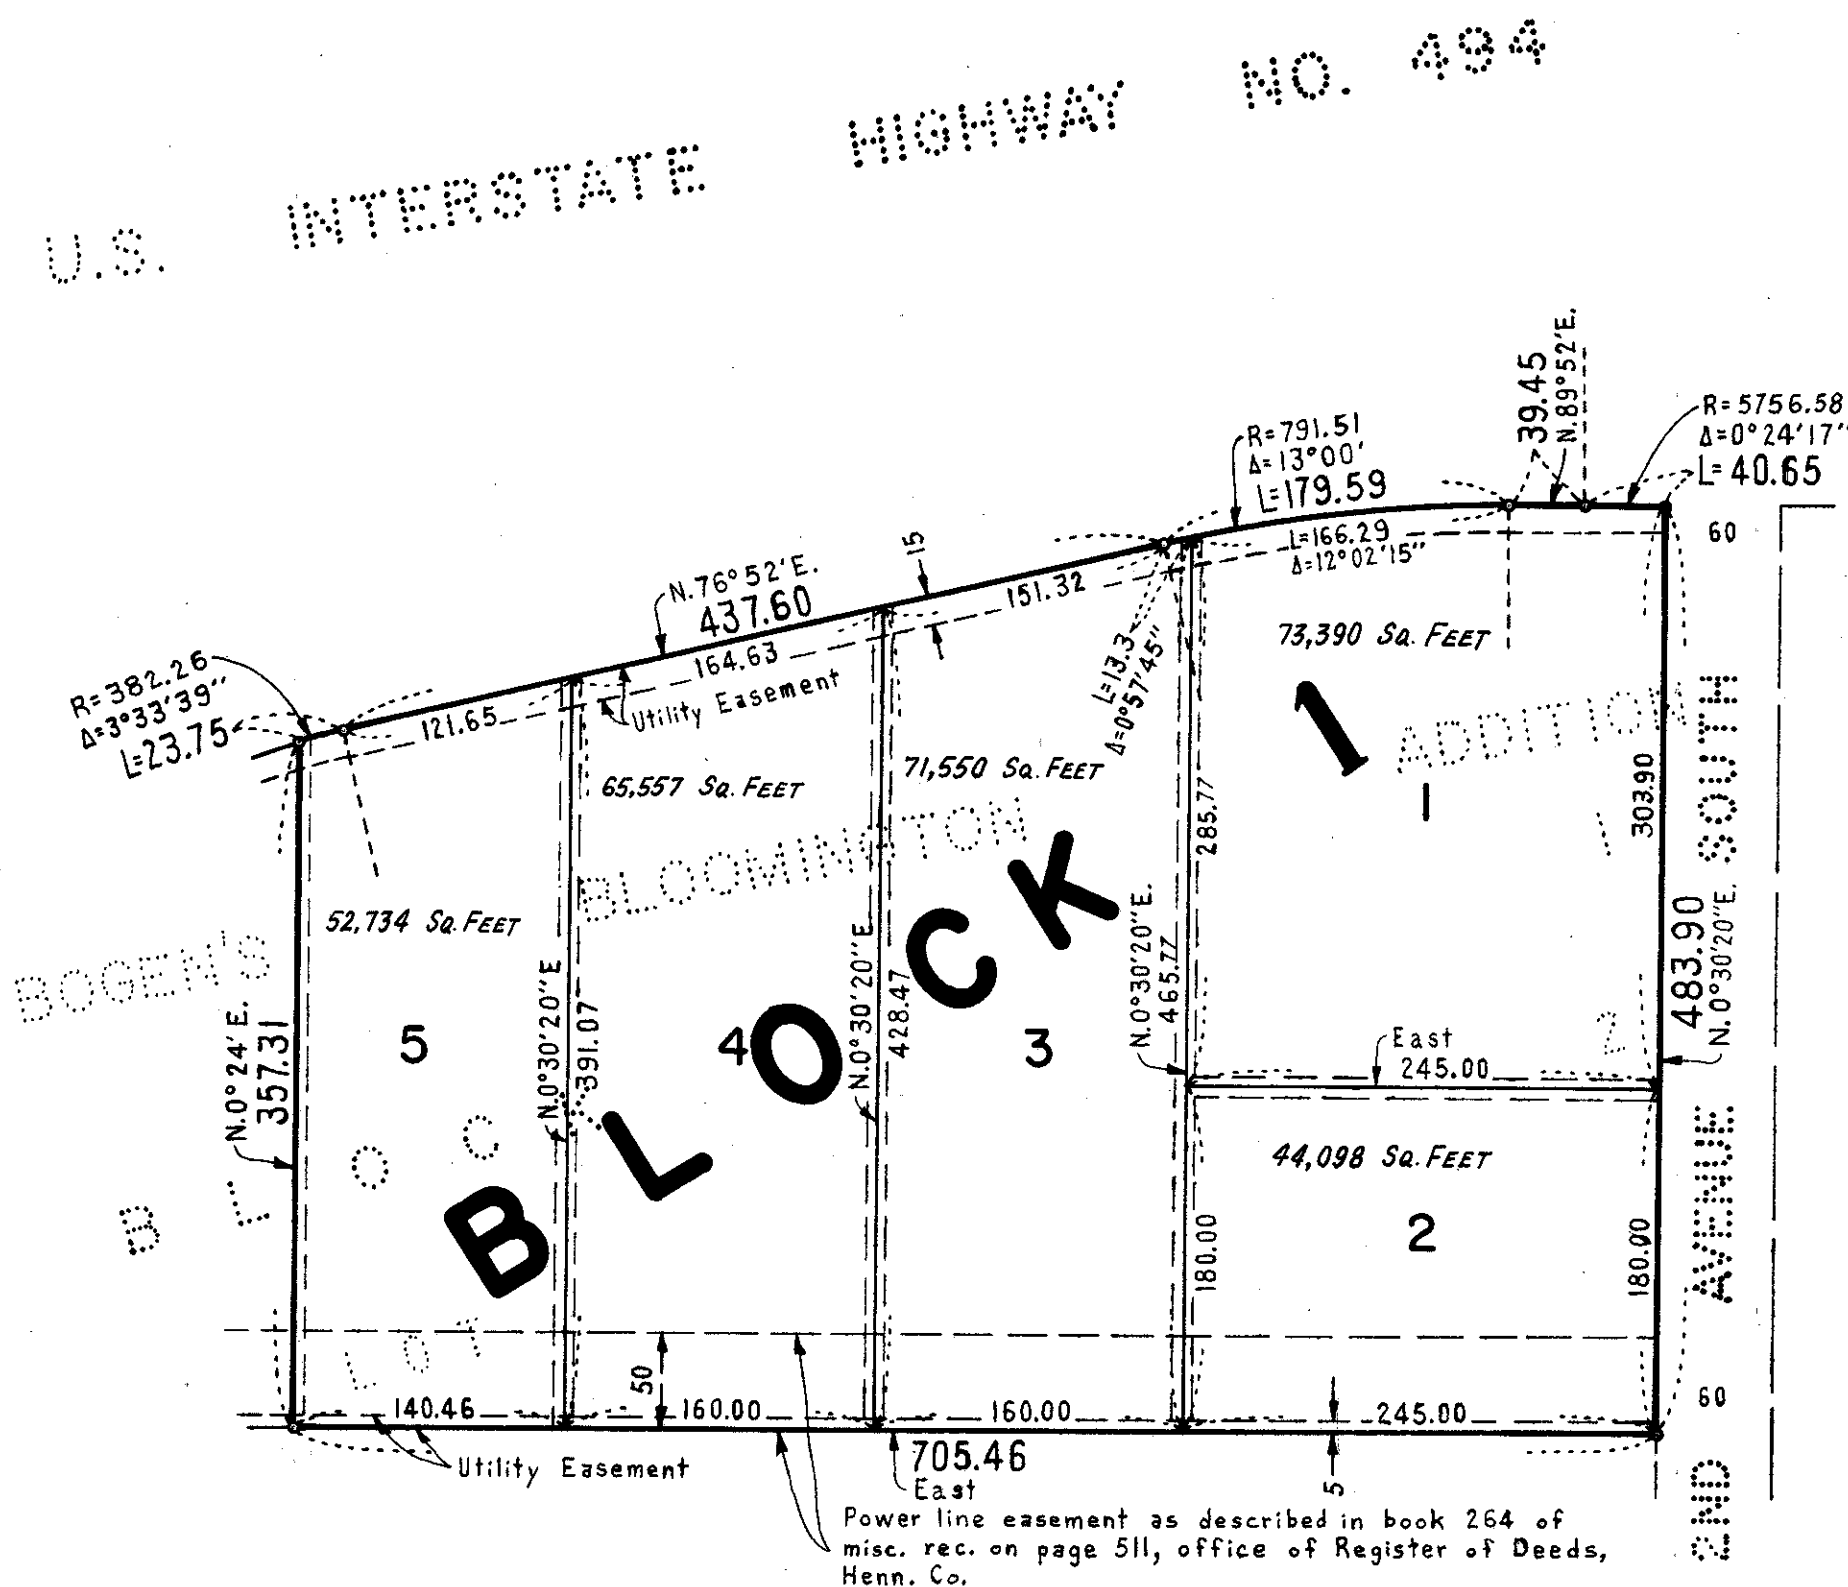 U.S. INTERSTATE HIGHWAY NO. 494
39.45
N.89°52'E.
R=5756.58
Δ=0°24'17"
L=40.65
R=791.51
Δ=13°00'
L=179.59
L=166.29
Δ=12°02'15"
60
15
N.76°52'E.
437.60
151.32
164.63
121.65
Utility Easement
R=382.26
Δ=3°33'39"
L=23.75
L=13.3
Δ=0°57'45"
73,390 Sq. FEET
71,550 Sq. FEET
65,557 Sq. FEET
52,734 Sq. FEET
BOGEN'S BLOOMINGTON ADDITION
BLOCK 1
BLOCK 1
LOT 2
1
5
4
3
285.77
303.90
N.0°24'E.
357.31
N.0°30'20"E
391.07
N.0°30'20"E.
428.47
N.0°30'20"E.
465.77
483.90
N.0°30'20"E.
East
245.00
44,098 Sq. FEET
2
180.00
180.00
2ND AVENUE SOUTH
50
60
140.46
160.00
160.00
245.00
705.46
East
Utility Easement
5
Power line easement as described in book 264 of
misc. rec. on page 511, office of Register of Deeds,
Henn. Co.